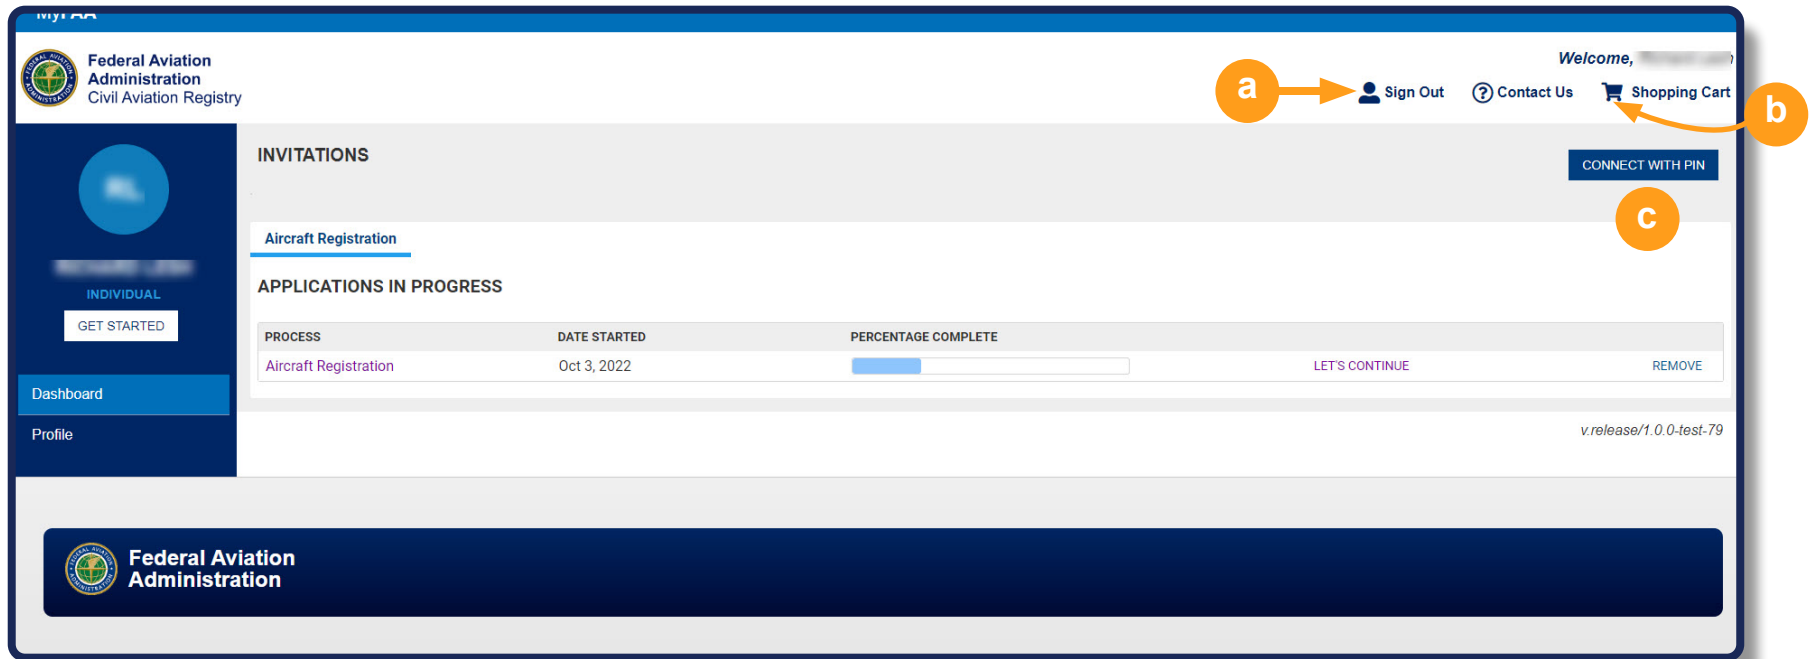 MyFAA
Federal Aviation
Administration
Civil Aviation Registry
Welcome,
a
Sign Out
? Contact Us
Shopping Cart
b
INVITATIONS
CONNECT WITH PIN
c
Aircraft Registration
INDIVIDUAL
GET STARTED
APPLICATIONS IN PROGRESS
PROCESS DATE STARTED PERCENTAGE COMPLETE
Aircraft Registration Oct 3, 2022 LET'S CONTINUE REMOVE
Dashboard
Profile
v.release/1.0.0-test-79
Federal Aviation
Administration